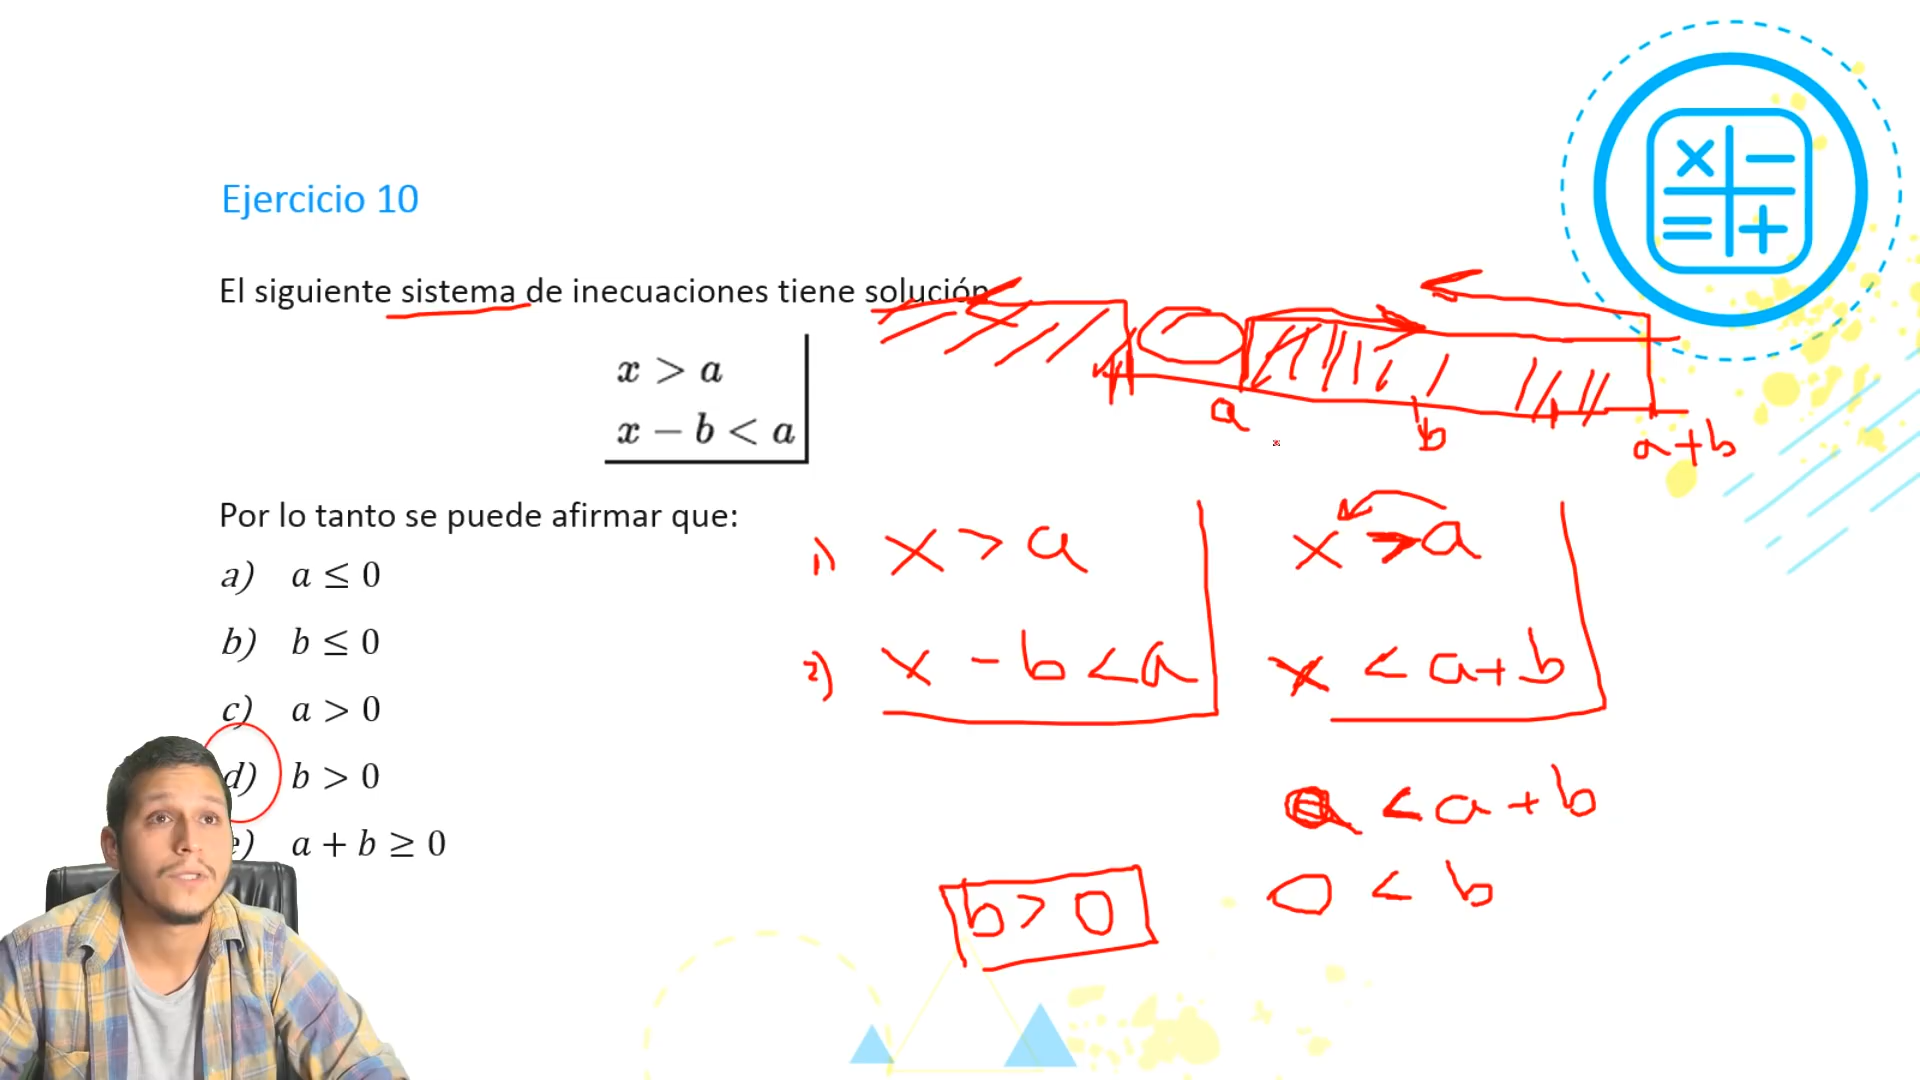 Ejercicio 10
El siguiente sistema de inecuaciones tiene solución
x > a
x − b < a
Por lo tanto se puede afirmar que:
a) a ≤ 0
b) b ≤ 0
c) a > 0
d) b > 0
e) a + b ≥ 0
a
b
a+b
1) x > a
2) x - b < a
x > a
x < a+b
a < a + b
0 < b
b > 0